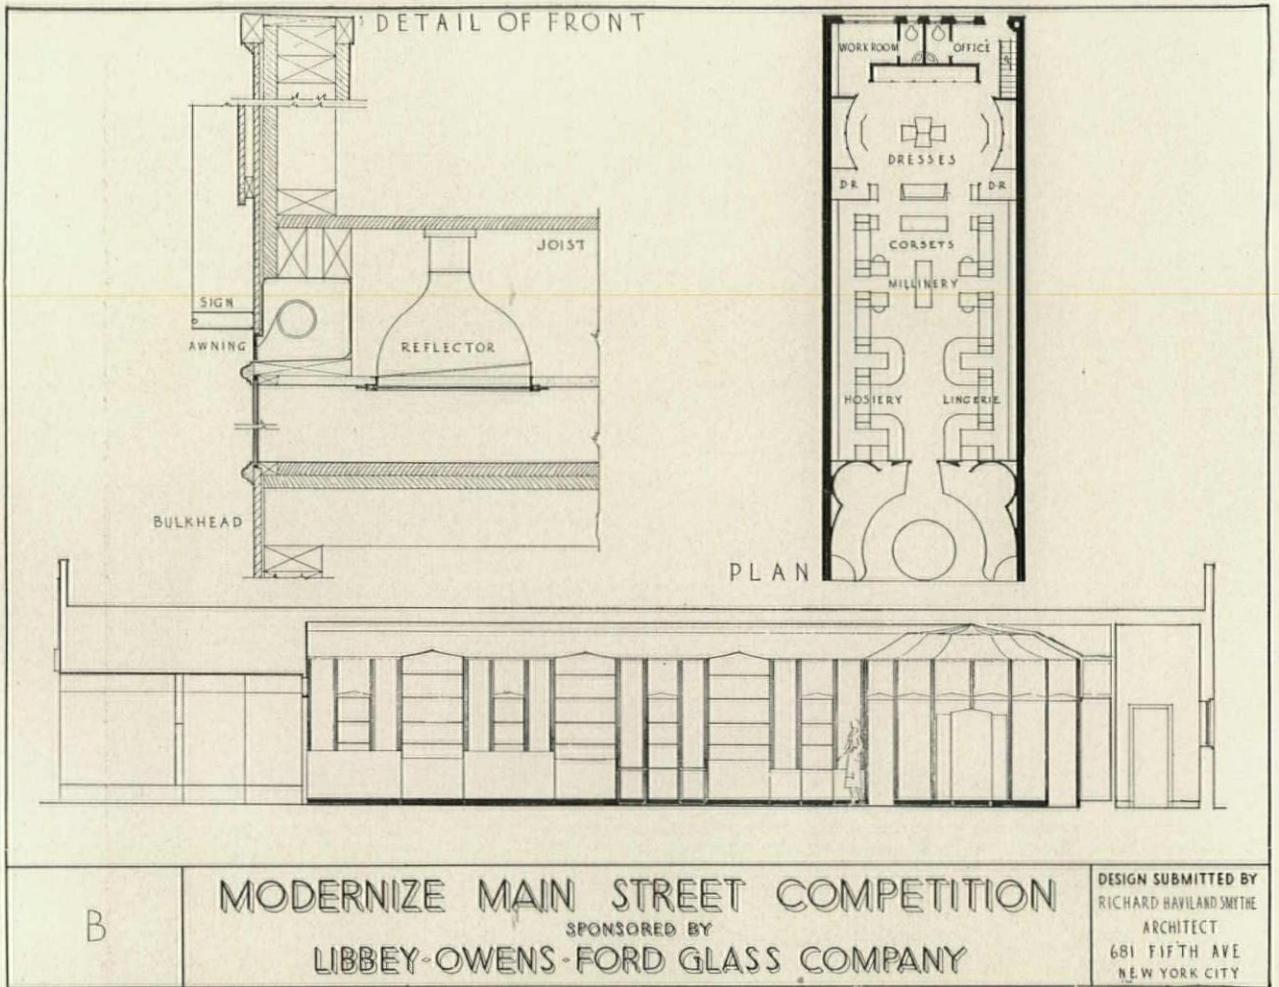 DETAIL OF FRONT
JOIST
SIGN
AWNING
REFLECTOR
BULKHEAD
WORKROOM
OFFICE
DRESSES
DR
DR
CORSETS
MILLINERY
HOSIERY
LINGERIE
PLAN
B
MODERNIZE MAIN STREET COMPETITION
SPONSORED BY
LIBBEY-OWENS-FORD GLASS COMPANY
DESIGN SUBMITTED BY
RICHARD HAVILAND SMYTHE
ARCHITECT
681 FIFTH AVE
NEW YORK CITY